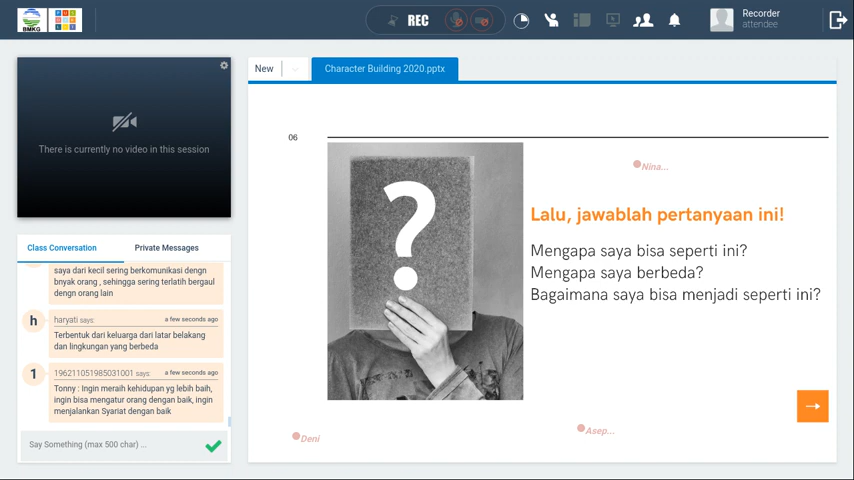 BMKG
REC
Recorder
attendee
There is currently no video in this session
New
Character Building 2020.pptx
Class Conversation
Private Messages
saya dari kecil sering berkomunikasi dengn
bnyak orang , sehingga sering terlatih bergaul
dengn orang lain
h
haryati says:
a few seconds ago
Terbentuk dari keluarga dari latar belakang
dan lingkungan yang berbeda
1
196211051985031001 says:
a few seconds ago
Tonny : Ingin meraih kehidupan yg lebih baih,
ingin bisa mengatur orang dengan baik, ingin
menjalankan Syariat dengan baik
Say Something (max 500 char) ...
06
?
Nina...
Lalu, jawablah pertanyaan ini!
Mengapa saya bisa seperti ini?
Mengapa saya berbeda?
Bagaimana saya bisa menjadi seperti ini?
Deni
Asep...